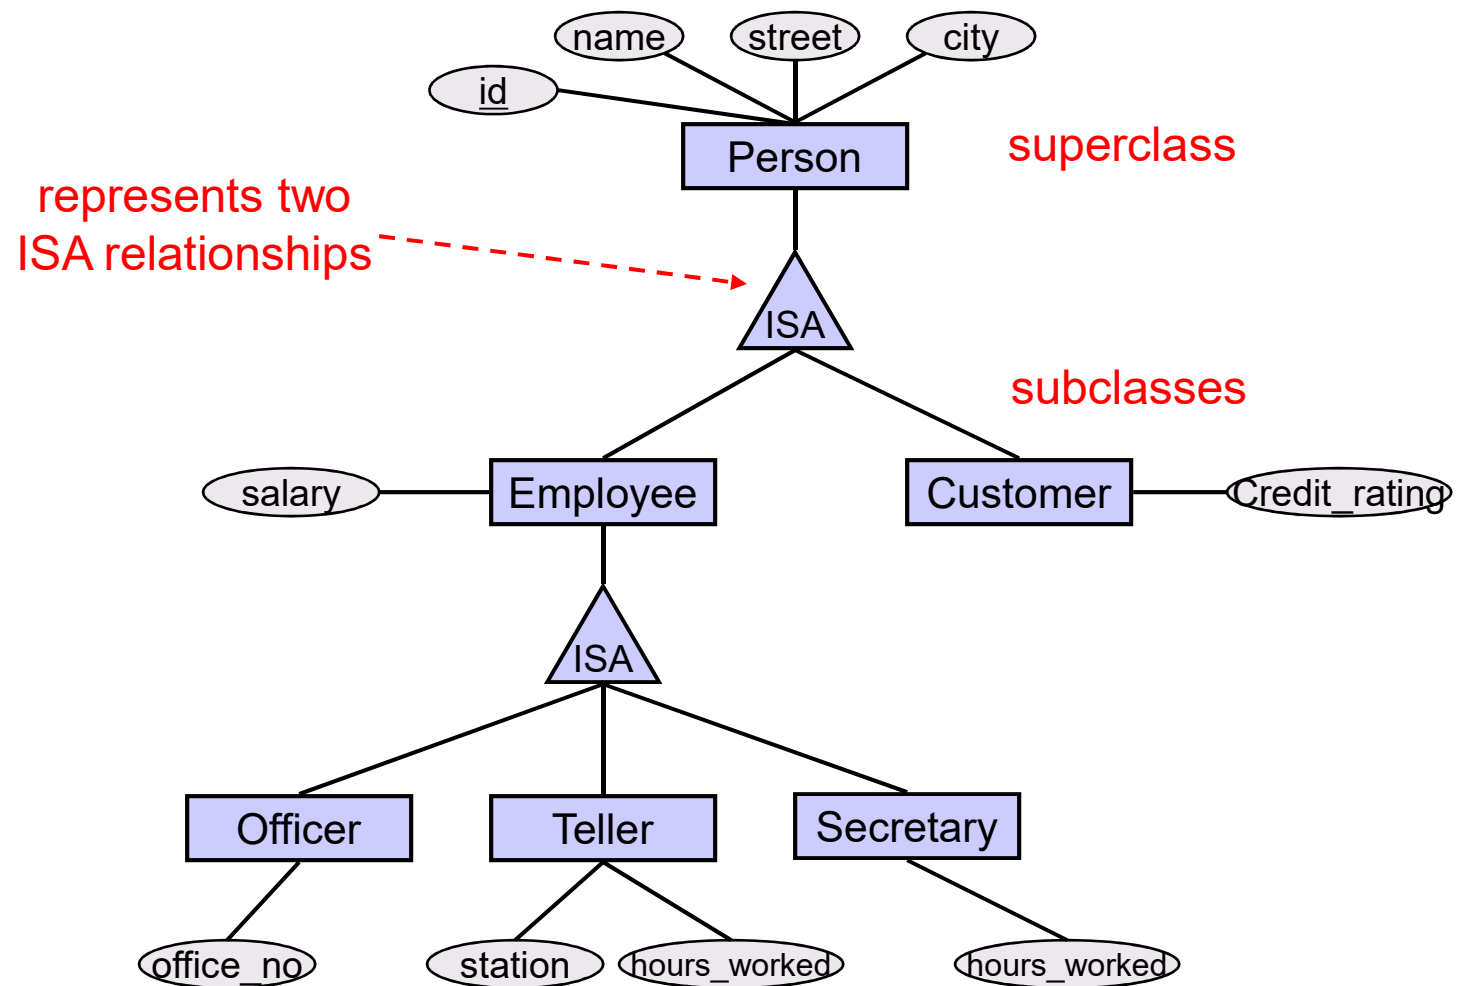 name
street
city
id
Person
superclass
represents two
ISA relationships
ISA
subclasses
salary
Employee
Customer
Credit_rating
ISA
Officer
Teller
Secretary
office_no
station
hours_worked
hours_worked